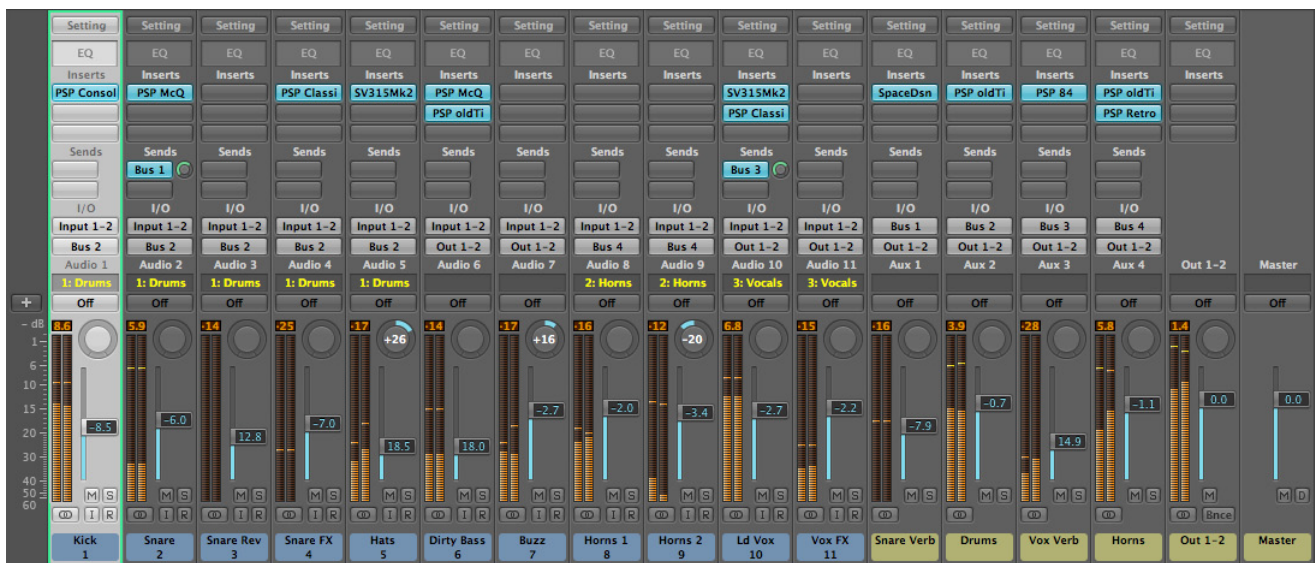 Setting Setting Setting Setting Setting Setting Setting Setting Setting Setting Setting Setting Setting Setting Setting Setting
EQ EQ EQ EQ EQ EQ EQ EQ EQ EQ EQ EQ EQ EQ EQ EQ
Inserts Inserts Inserts Inserts Inserts Inserts Inserts Inserts Inserts Inserts Inserts Inserts Inserts Inserts Inserts Inserts
PSP Consol PSP McQ PSP Classi SV315Mk2 PSP McQ SV315Mk2 SpaceDsn PSP oldTi PSP 84 PSP oldTi
PSP oldTi PSP Classi PSP Retro
Sends Sends Sends Sends Sends Sends Sends Sends Sends Sends Sends Sends Sends Sends Sends
Bus 1 Bus 3
I/O I/O I/O I/O I/O I/O I/O I/O I/O I/O I/O I/O I/O I/O I/O
Input 1-2 Input 1-2 Input 1-2 Input 1-2 Input 1-2 Input 1-2 Input 1-2 Input 1-2 Input 1-2 Input 1-2 Input 1-2 Bus 1 Bus 2 Bus 3 Bus 4
Bus 2 Bus 2 Bus 2 Bus 2 Bus 2 Out 1-2 Out 1-2 Bus 4 Bus 4 Out 1-2 Out 1-2 Out 1-2 Out 1-2 Out 1-2 Out 1-2
Audio 1 Audio 2 Audio 3 Audio 4 Audio 5 Audio 6 Audio 7 Audio 8 Audio 9 Audio 10 Audio 11 Aux 1 Aux 2 Aux 3 Aux 4 Out 1-2 Master
1: Drums 1: Drums 1: Drums 1: Drums 1: Drums 2: Horns 2: Horns 3: Vocals 3: Vocals
+ Off Off Off Off Off Off Off Off Off Off Off Off Off Off Off Off Off
- dB 8.6 5.9 -14 -25 -17 -14 -17 -16 -12 6.8 -15 -16 3.9 -28 5.8 1.4
1 +26 +16 -20
6
10
15 -8.5 -6.0 12.8 -7.0 18.5 18.0 -2.7 -2.0 -3.4 -2.7 -2.2 -7.9 -0.7 14.9 -1.1 0.0 0.0
20
30
40
50 M S M S M S M S M S M S M S M S M S M S M S M S M S M S M S M M D
60 I R I R I R I R I R I R I R I R I R I R I R Bnce
Kick Snare Snare Rev Snare FX Hats Dirty Bass Buzz Horns 1 Horns 2 Ld Vox Vox FX Snare Verb Drums Vox Verb Horns Out 1-2 Master
1 2 3 4 5 6 7 8 9 10 11